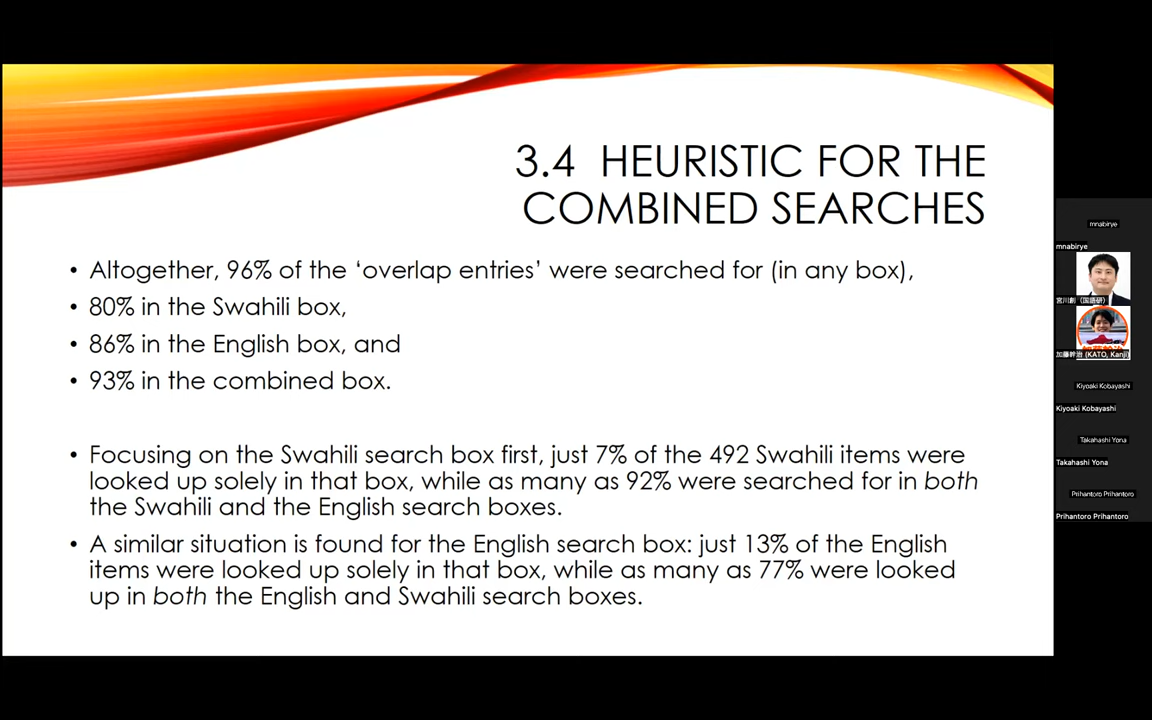 3.4 HEURISTIC FOR THE
COMBINED SEARCHES
• Altogether, 96% of the ‘overlap entries’ were searched for (in any box),
• 80% in the Swahili box,
• 86% in the English box, and
• 93% in the combined box.
• Focusing on the Swahili search box first, just 7% of the 492 Swahili items were
looked up solely in that box, while as many as 92% were searched for in both
the Swahili and the English search boxes.
• A similar situation is found for the English search box: just 13% of the English
items were looked up solely in that box, while as many as 77% were looked
up in both the English and Swahili search boxes.
mnabirye
mnabirye
宮川創（国語研）
加藤幹治 (KATO, Kanji)
Kiyoaki Kobayashi
Kiyoaki Kobayashi
Takahashi Yona
Takahashi Yona
Prihantoro Prihantoro
Prihantoro Prihantoro